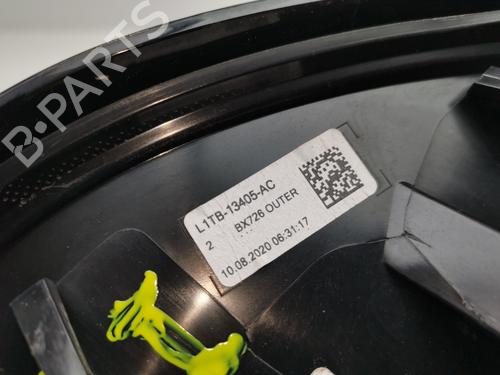 B-PARTS
L1TB-13405-AC
2 BX726 OUTER
10.08.2020 06:31:17